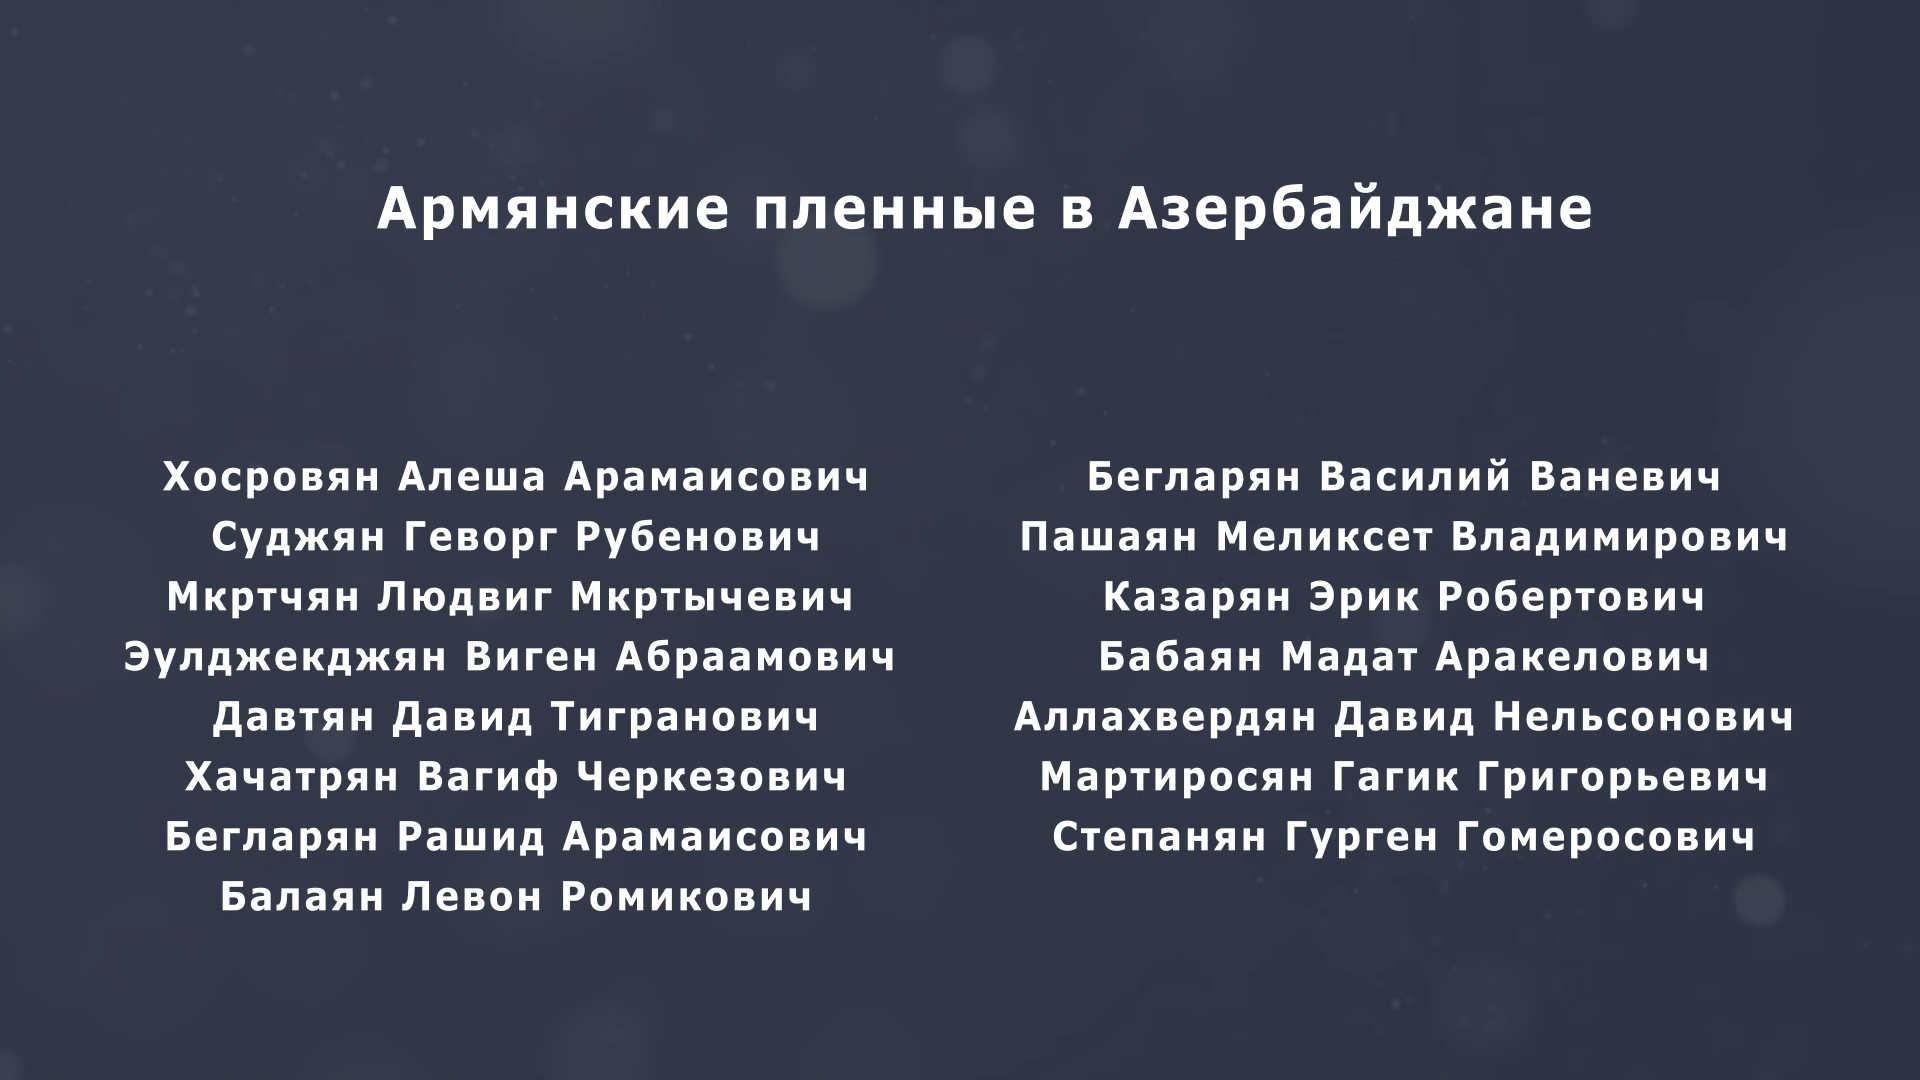 Армянские пленные в Азербайджане
Хосровян Алеша Арамаисович
Суджян Геворг Рубенович
Мкртчян Людвиг Мкртычевич
Эулджекджян Виген Абраамович
Давтян Давид Тигранович
Хачатрян Вагиф Черкезович
Бегларян Рашид Арамаисович
Балаян Левон Ромикович
Бегларян Василий Ваневич
Пашаян Меликсет Владимирович
Казарян Эрик Робертович
Бабаян Мадат Аракелович
Аллахвердян Давид Нельсонович
Мартиросян Гагик Григорьевич
Степанян Гурген Гомеросович